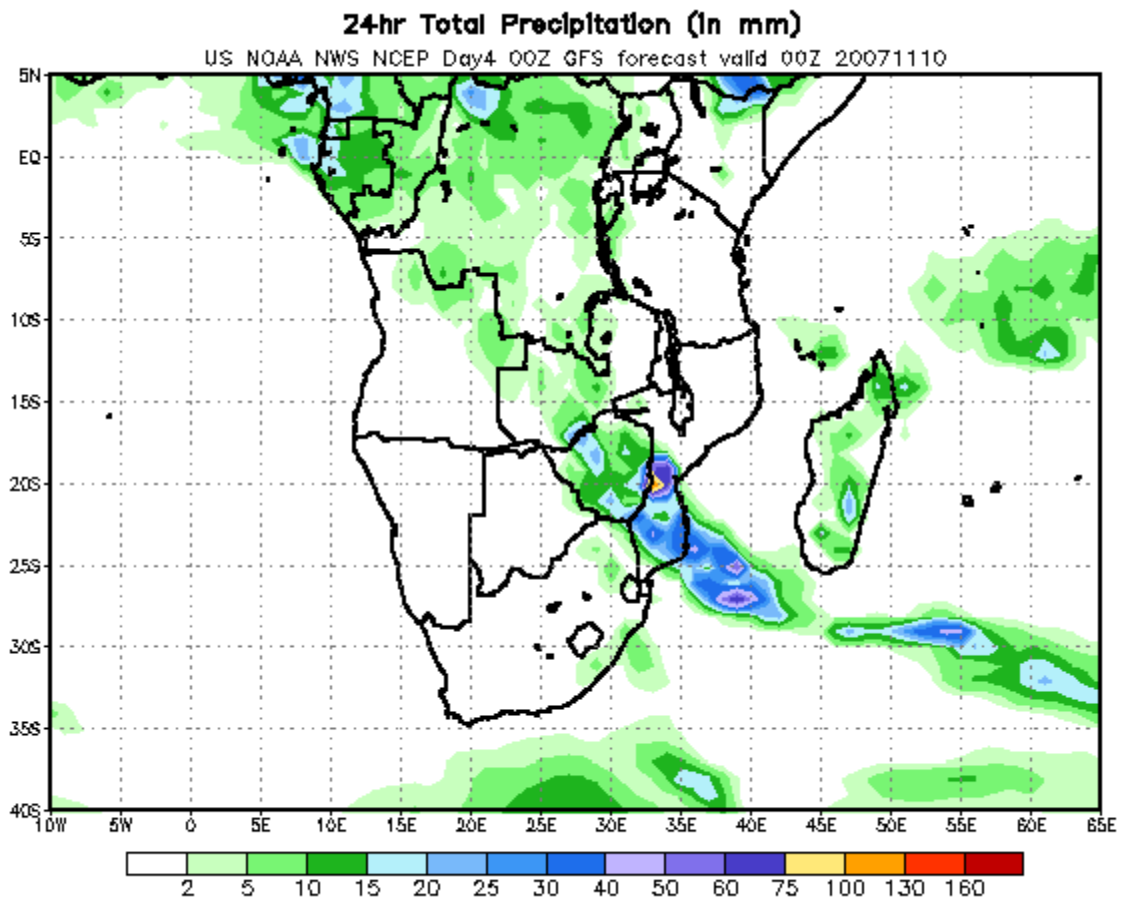 24hr Total Precipitation (in mm)
US NOAA NWS NCEP Day4 00Z GFS forecast valid 00Z 20071110
5N
EQ
5S
10S
15S
20S
25S
30S
35S
40S
10W 5W 0 5E 10E 15E 20E 25E 30E 35E 40E 45E 50E 55E 60E 65E
2 5 10 15 20 25 30 40 50 60 75 100 130 160